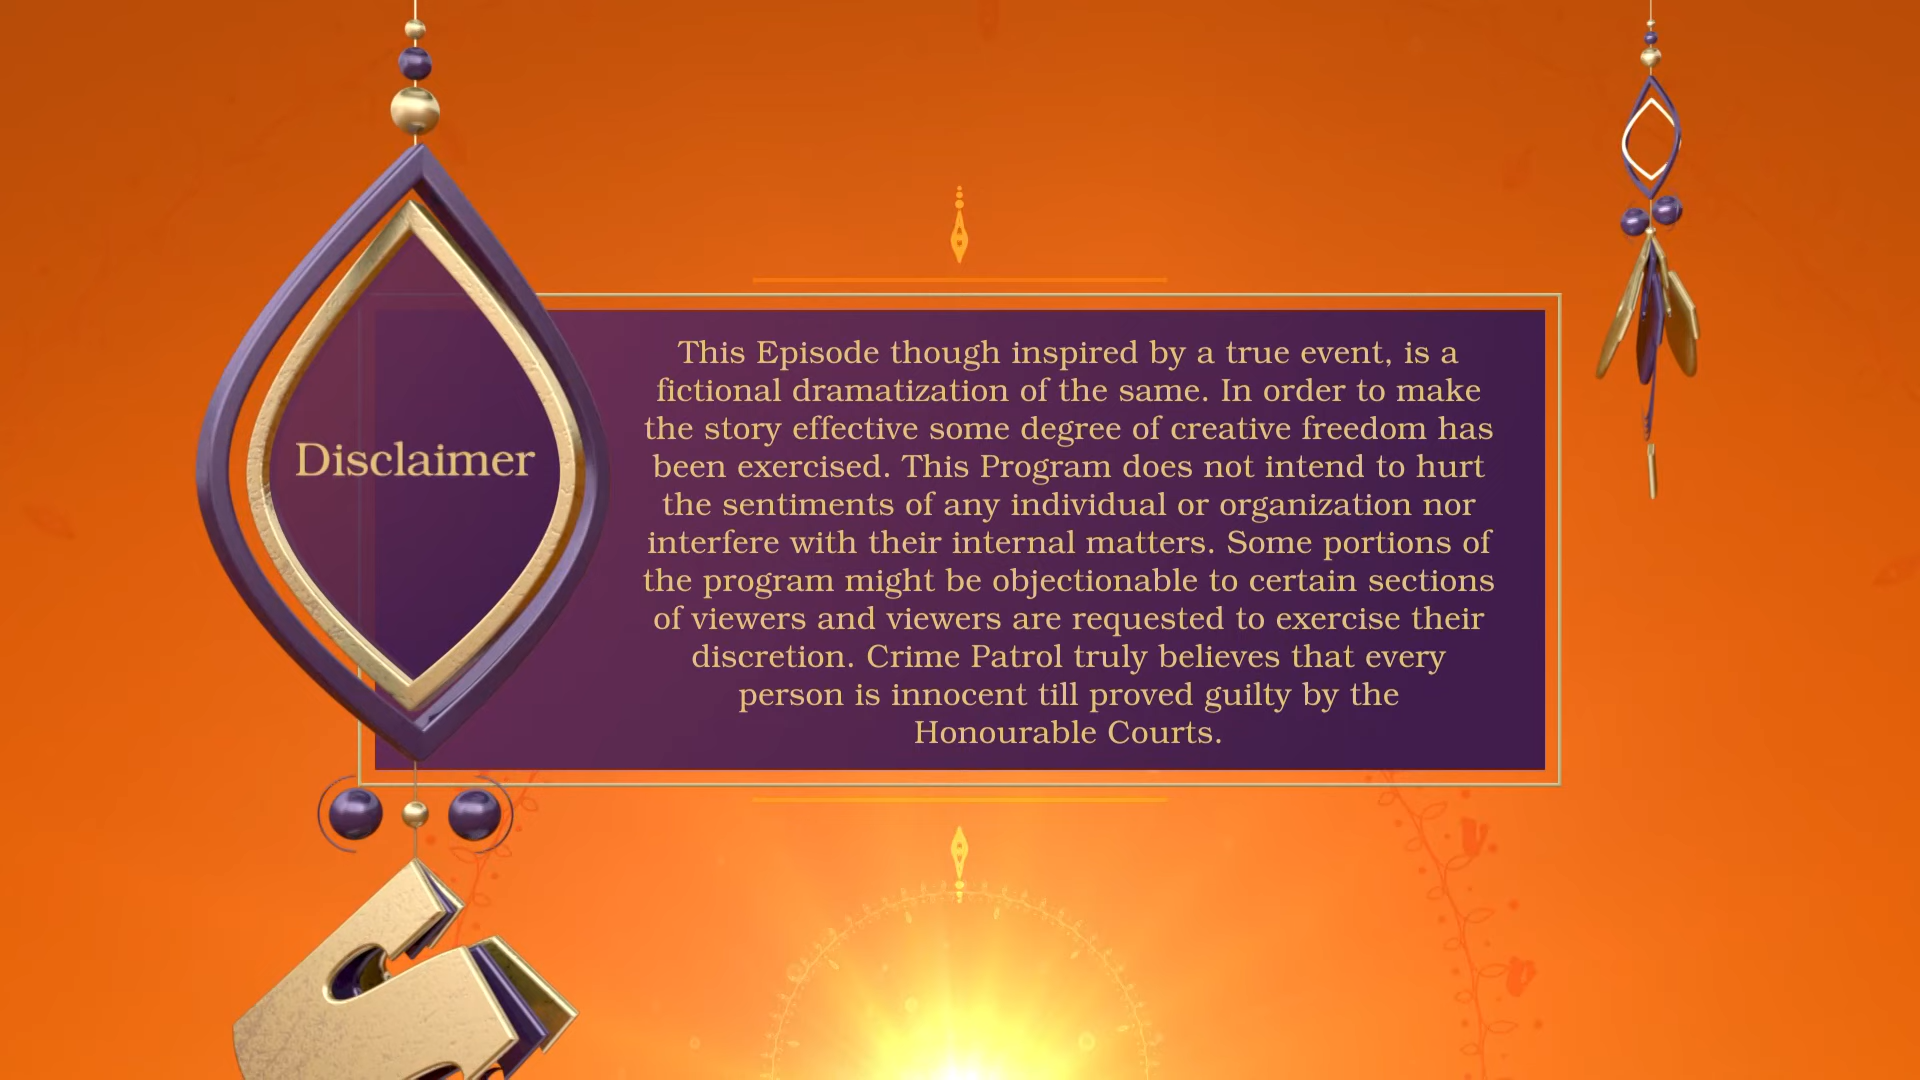 Disclaimer
This Episode though inspired by a true event, is a
fictional dramatization of the same. In order to make
the story effective some degree of creative freedom has
been exercised. This Program does not intend to hurt
the sentiments of any individual or organization nor
interfere with their internal matters. Some portions of
the program might be objectionable to certain sections
of viewers and viewers are requested to exercise their
discretion. Crime Patrol truly believes that every
person is innocent till proved guilty by the
Honourable Courts.